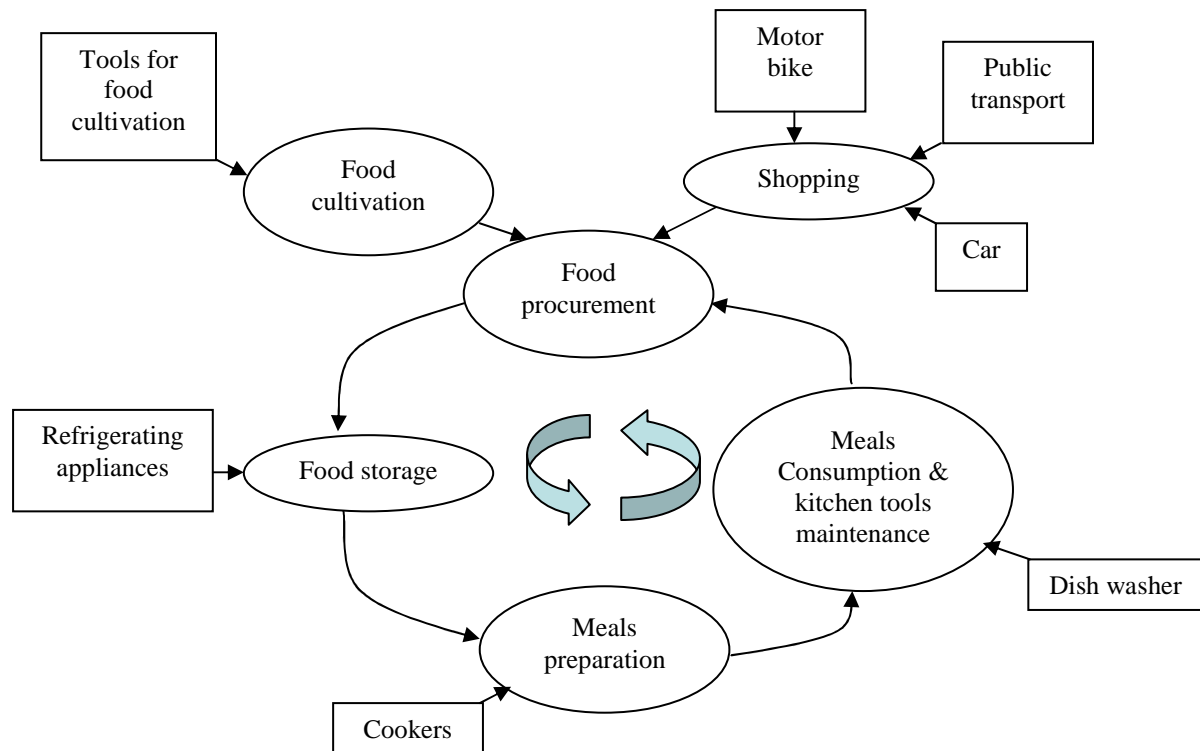 Tools for
food
cultivation
Motor
bike
Public
transport
Food
cultivation
Shopping
Food
procurement
Car
Refrigerating
appliances
Food storage
Meals
Consumption &
kitchen tools
maintenance
Dish washer
Meals
preparation
Cookers